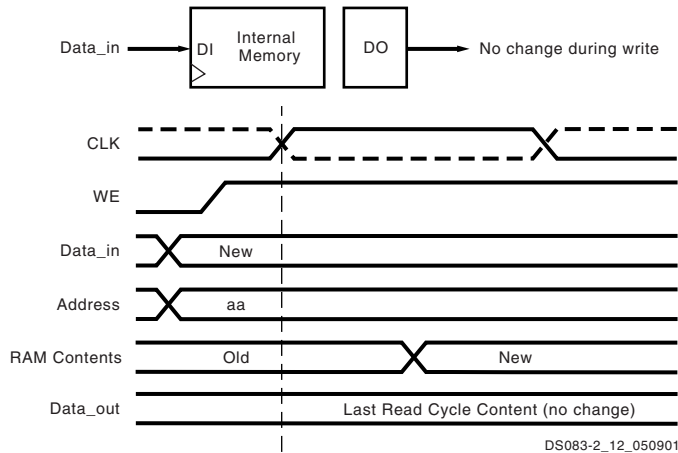 Data_in
DI
Internal
Memory
DO
No change during write
CLK
WE
Data_in
New
Address
aa
RAM Contents
Old
New
Data_out
Last Read Cycle Content (no change)
DS083-2_12_050901